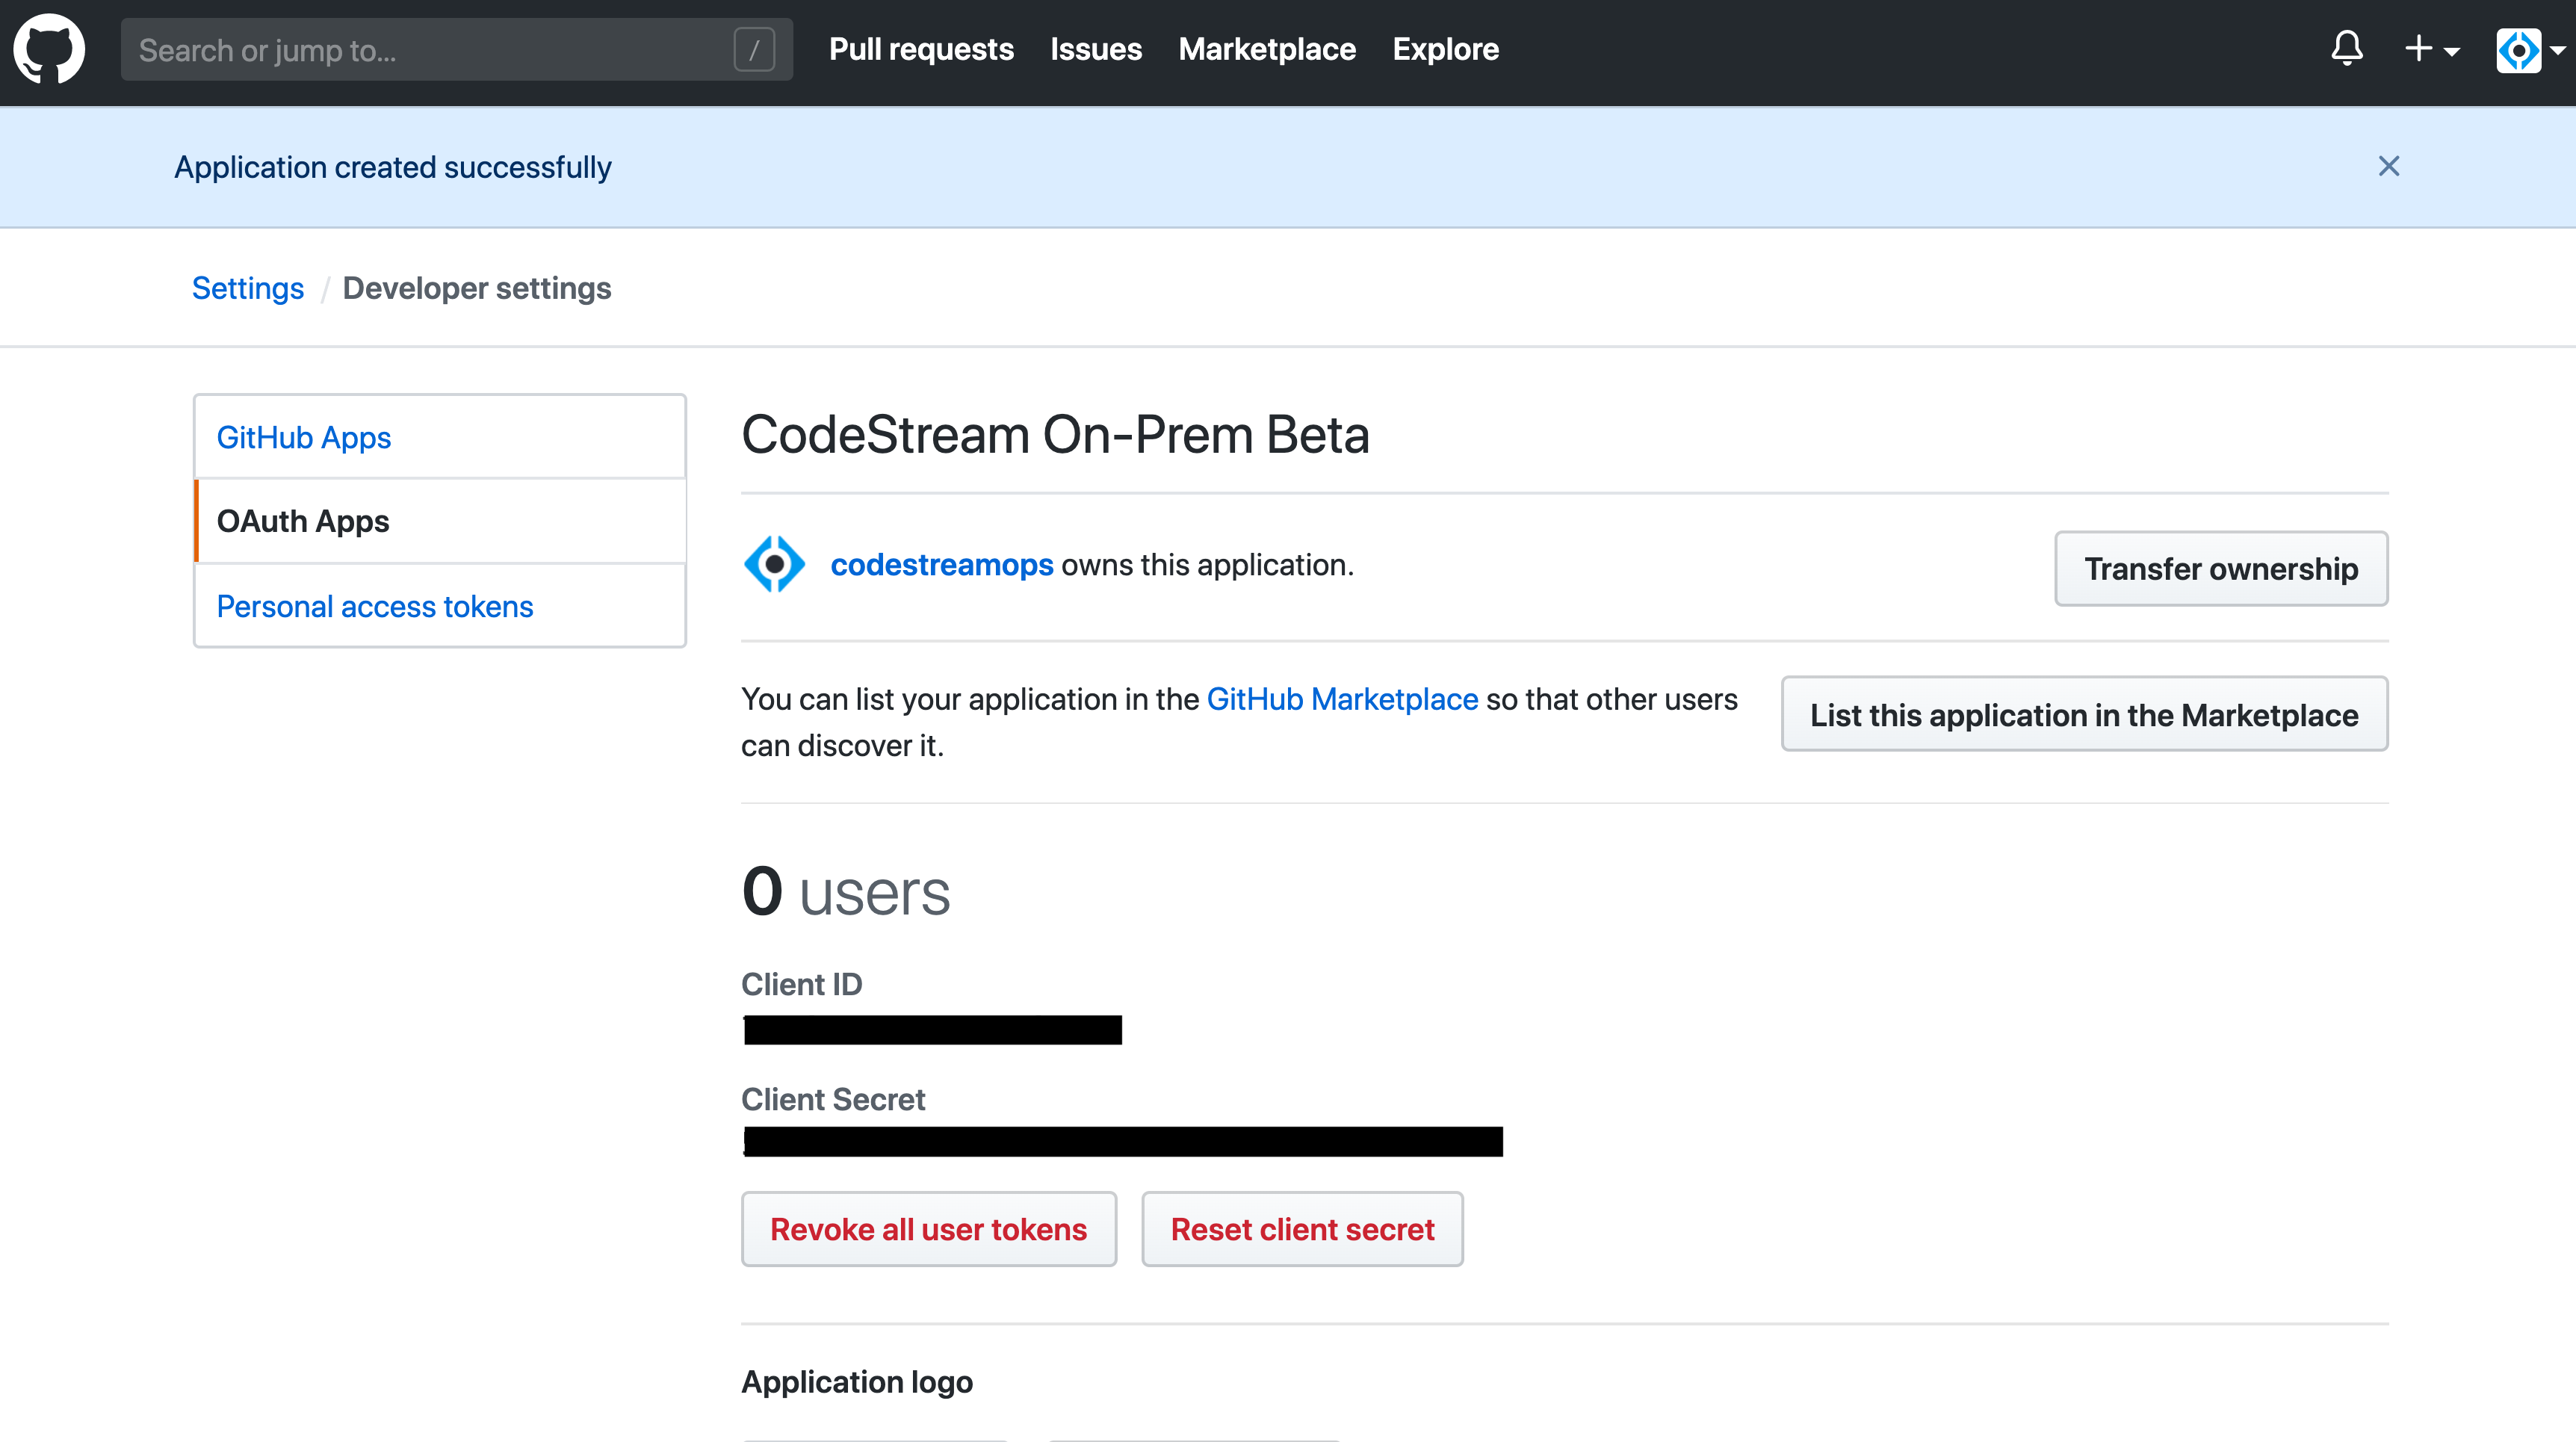 Search or jump to... /
Pull requests Issues Marketplace Explore
Application created successfully
Settings / Developer settings
GitHub Apps
OAuth Apps
Personal access tokens
CodeStream On-Prem Beta
codestreamops owns this application.
Transfer ownership
You can list your application in the GitHub Marketplace so that other users
can discover it.
List this application in the Marketplace
0 users
Client ID
Client Secret
Revoke all user tokens
Reset client secret
Application logo